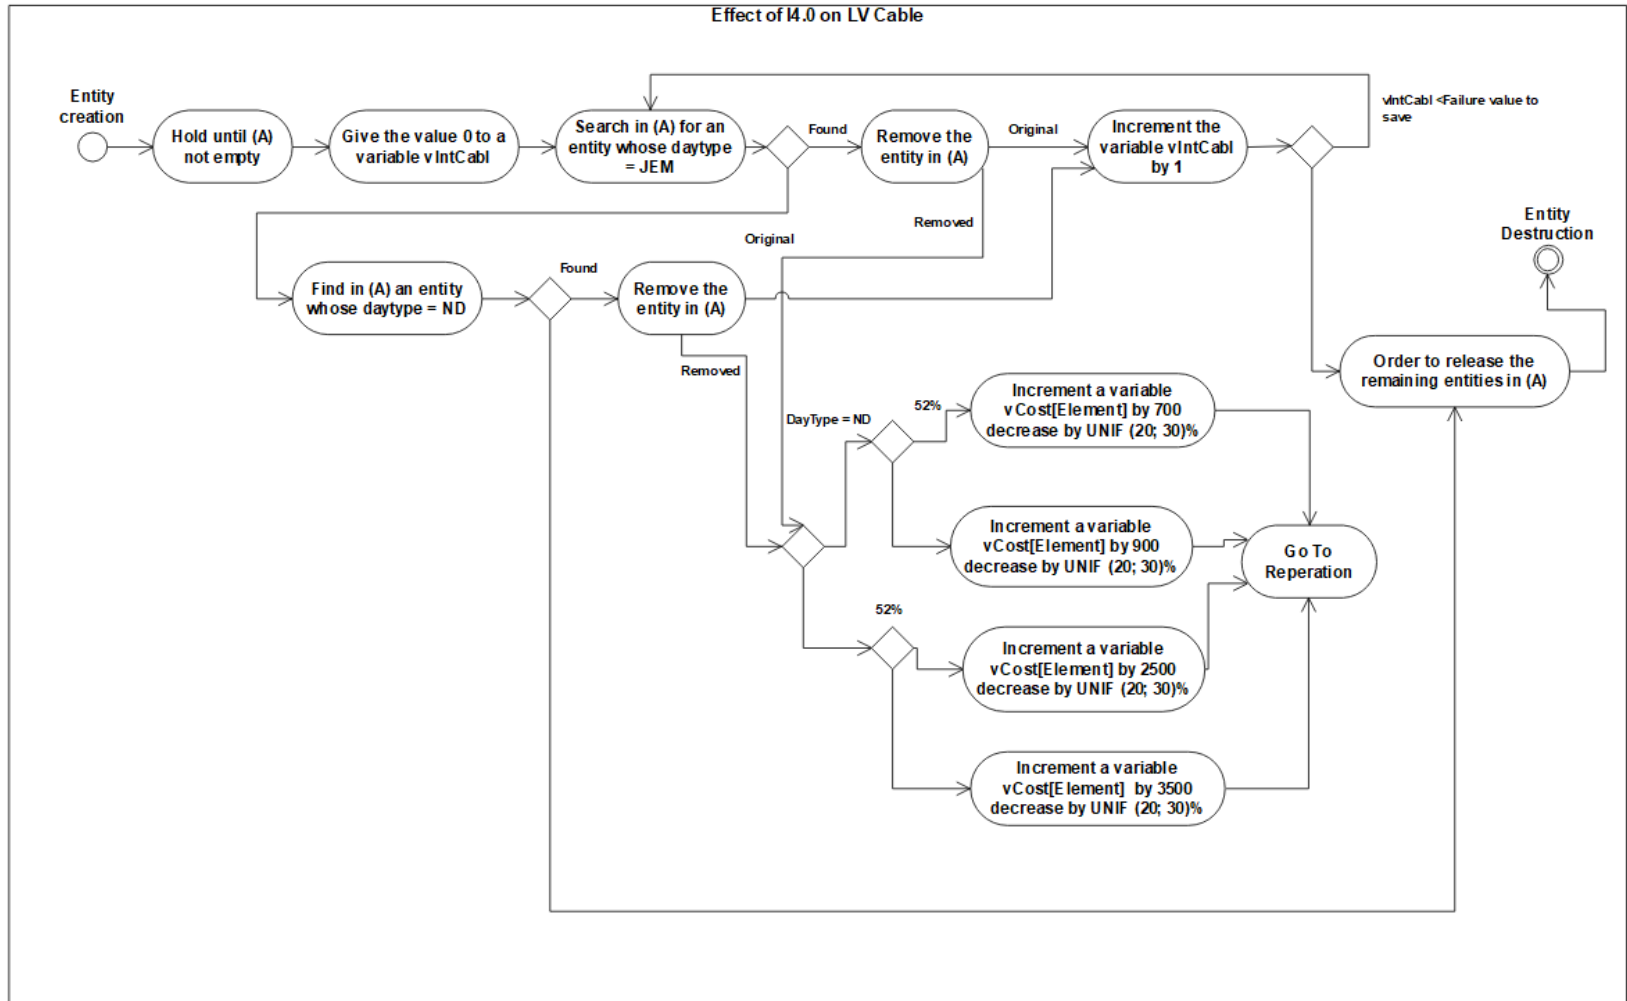 Effect of I4.0 on LV Cable
Entity
creation
Hold until (A)
not empty
Give the value 0 to a
variable vIntCabl
Search in (A) for an
entity whose daytype
= JEM
Found
Remove the
entity in (A)
Original
Increment the
variable vIntCabl
by 1
vIntCabl <Failure value to
save
Removed
Original
Entity
Destruction
Find in (A) an entity
whose daytype = ND
Found
Remove the
entity in (A)
Removed
Order to release the
remaining entities in (A)
DayType = ND
52%
Increment a variable
vCost[Element] by 700
decrease by UNIF (20; 30)%
Increment a variable
vCost[Element] by 900
decrease by UNIF (20; 30)%
Go To
Reperation
52%
Increment a variable
vCost[Element] by 2500
decrease by UNIF (20; 30)%
Increment a variable
vCost[Element] by 3500
decrease by UNIF (20; 30)%